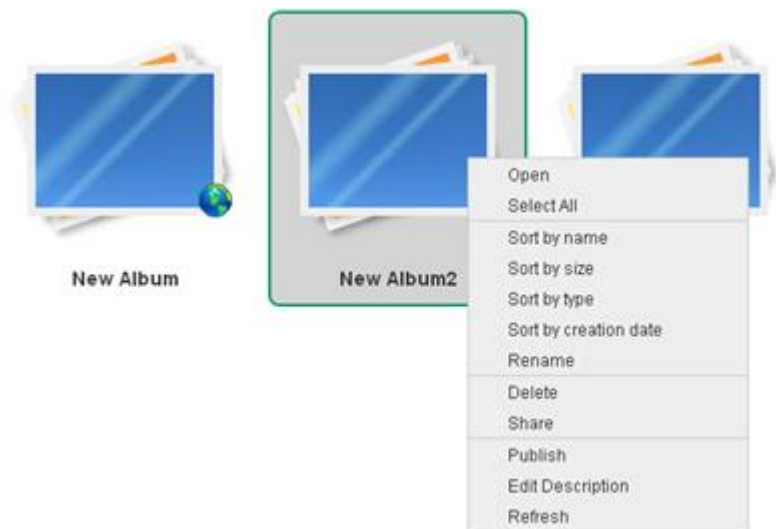 New Album
New Album2
Open
Select All
Sort by name
Sort by size
Sort by type
Sort by creation date
Rename
Delete
Share
Publish
Edit Description
Refresh